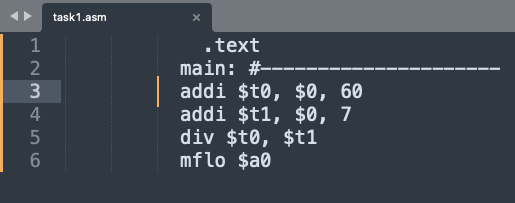 task1.asm
1 .text
2 main: #---------------------
3 addi $t0, $0, 60
4 addi $t1, $0, 7
5 div $t0, $t1
6 mflo $a0